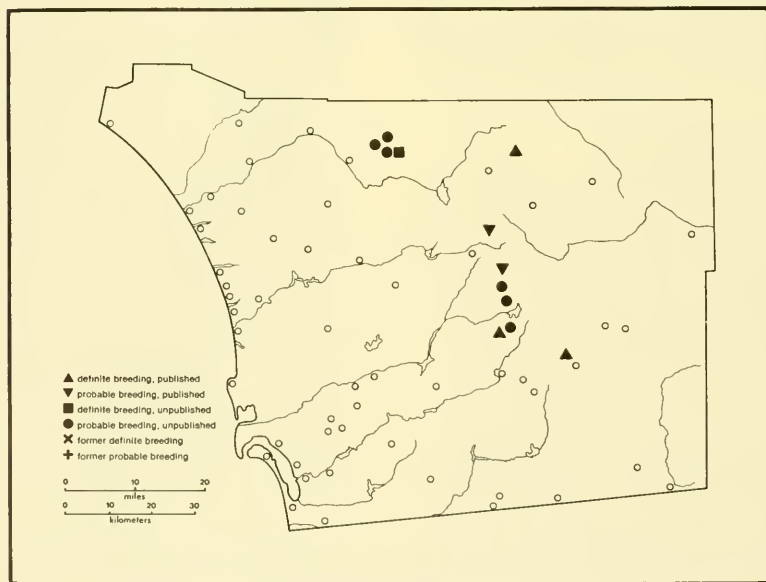 ▲ definite breeding, published
▼ probable breeding, published
■ definite breeding, unpublished
● probable breeding, unpublished
✕ former definite breeding
+ former probable breeding
0 10 20
miles
0 10 20 30
kilometers